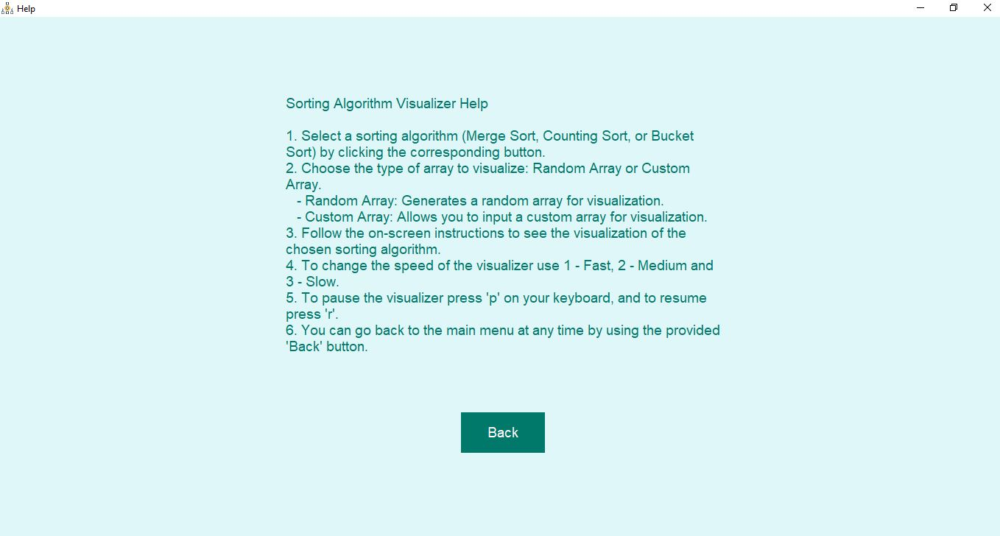 Help
Sorting Algorithm Visualizer Help
1. Select a sorting algorithm (Merge Sort, Counting Sort, or Bucket
Sort) by clicking the corresponding button.
2. Choose the type of array to visualize: Random Array or Custom
Array.
- Random Array: Generates a random array for visualization.
- Custom Array: Allows you to input a custom array for visualization.
3. Follow the on-screen instructions to see the visualization of the
chosen sorting algorithm.
4. To change the speed of the visualizer use 1 - Fast, 2 - Medium and
3 - Slow.
5. To pause the visualizer press 'p' on your keyboard, and to resume
press 'r'.
6. You can go back to the main menu at any time by using the provided
'Back' button.
Back